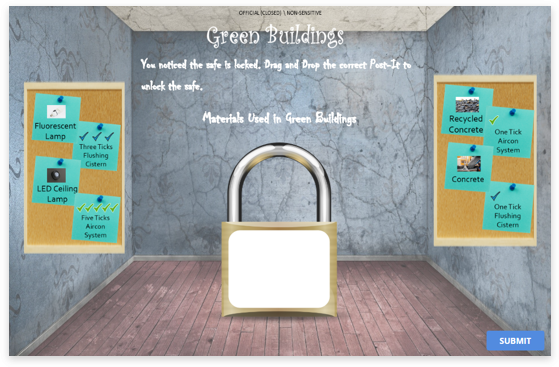 OFFICIAL (CLOSED) \ NON-SENSITIVE
Green Buildings
You noticed the safe is locked. Drag and Drop the correct Post-It to
unlock the safe.
Materials Used in Green Buildings
Fluorescent
Lamp
Three Ticks
Flushing
Cistern
LED Ceiling
Lamp
Five Ticks
Aircon
System
Recycled
Concrete
One Tick
Aircon
System
Concrete
One Tick
Flushing
Cistern
SUBMIT